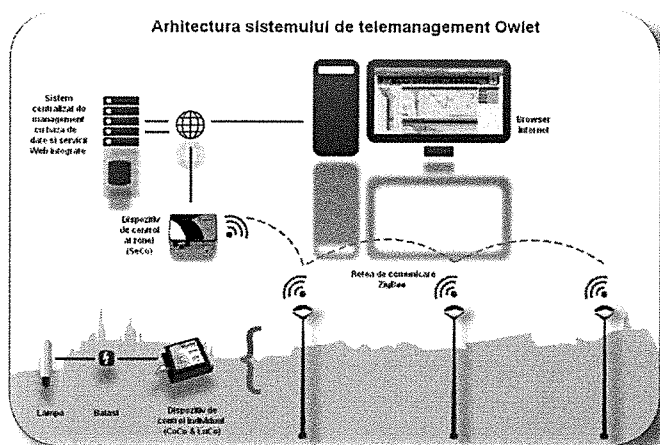 Arhitectura sistemului de telemanagement Owlet
Sistem
centralizat de
management
cu baza de
date si servicii
Web integrate
Browser
Internet
Dispozitiv
de control
al zonei
(SeCo)
Retea de comunicare
ZigBee
Lampa
Balast
Dispozitiv de
control individual
(CoCo & LuCo)